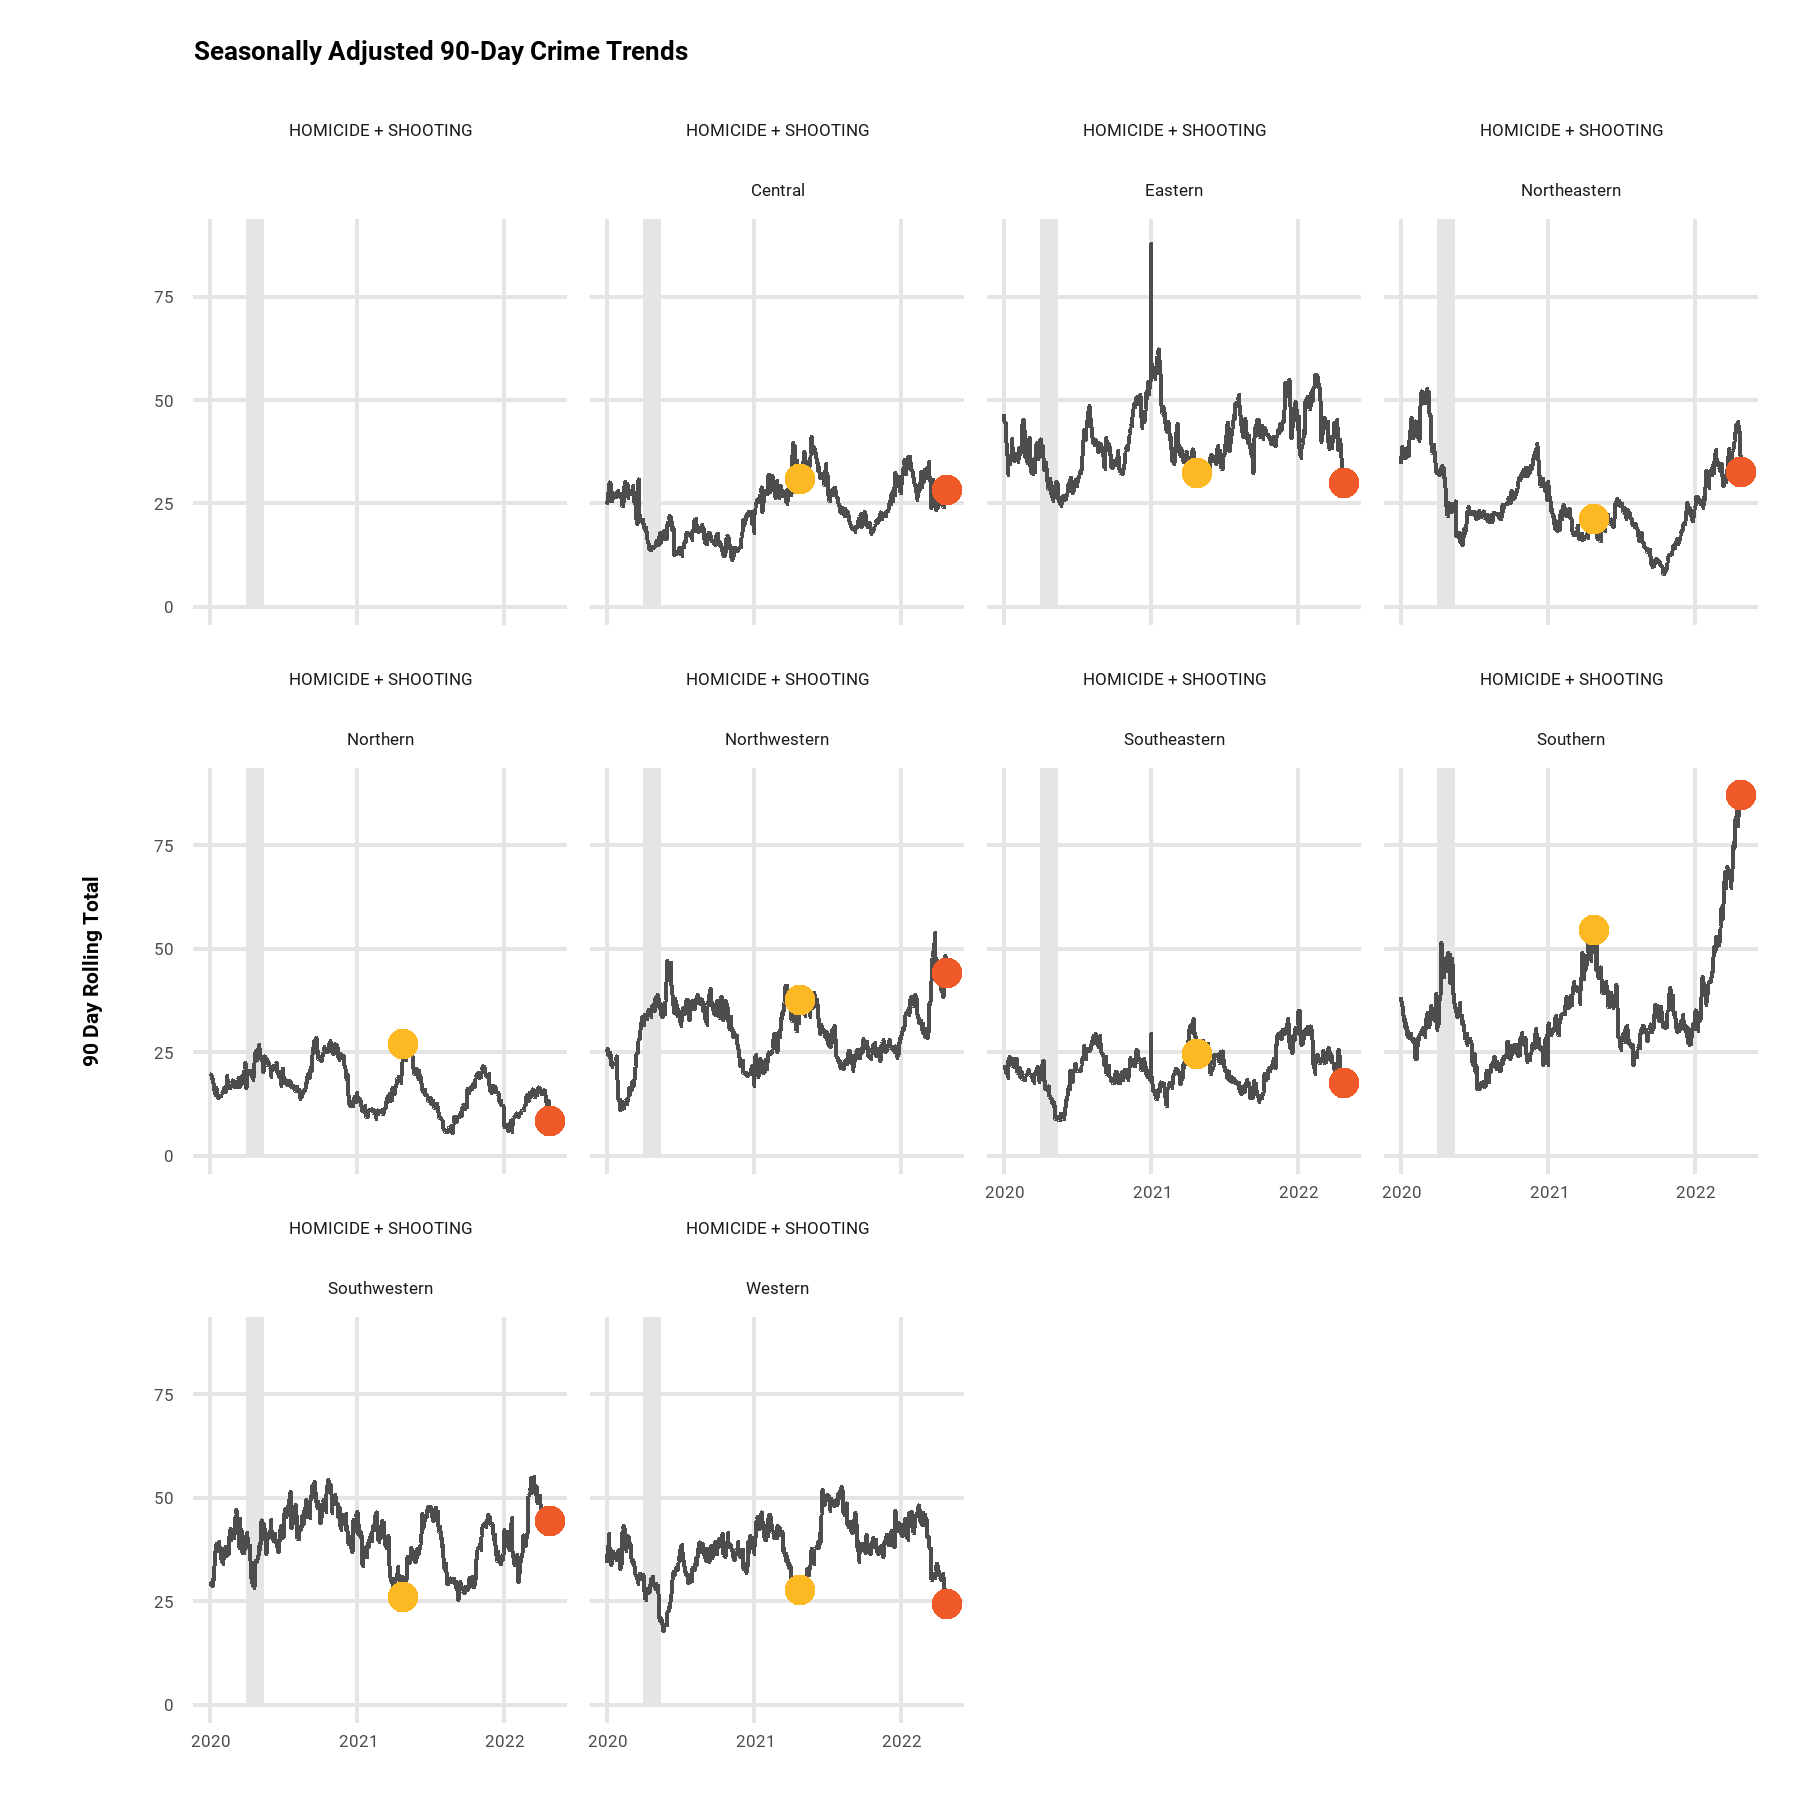 Seasonally Adjusted 90-Day Crime Trends
HOMICIDE + SHOOTING
HOMICIDE + SHOOTING
HOMICIDE + SHOOTING
HOMICIDE + SHOOTING
Central
Eastern
Northeastern
75
50
25
0
HOMICIDE + SHOOTING
HOMICIDE + SHOOTING
HOMICIDE + SHOOTING
HOMICIDE + SHOOTING
Northern
Northwestern
Southeastern
Southern
90 Day Rolling Total
75
50
25
0
2020
2021
2022
2020
2021
2022
HOMICIDE + SHOOTING
HOMICIDE + SHOOTING
Southwestern
Western
75
50
25
0
2020
2021
2022
2020
2021
2022